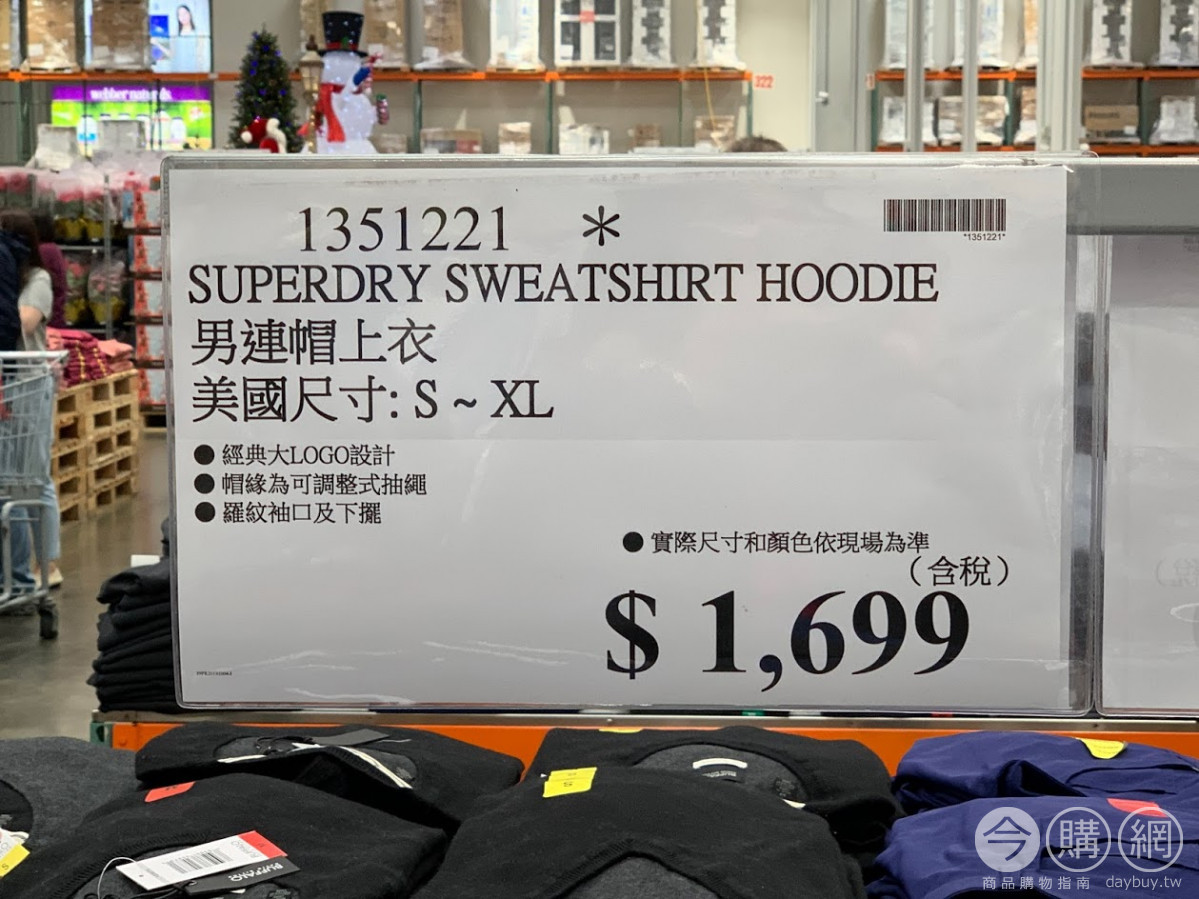 webber naturals
322
1351221 *
*1351221*
SUPERDRY SWEATSHIRT HOODIE
男連帽上衣
美國尺寸: S ~ XL
● 經典大LOGO設計
● 帽緣為可調整式抽繩
● 羅紋袖口及下擺
● 實際尺寸和顏色依現場為準
（含稅）
$ 1,699
今購網
商品購物指南 daybuy.tw